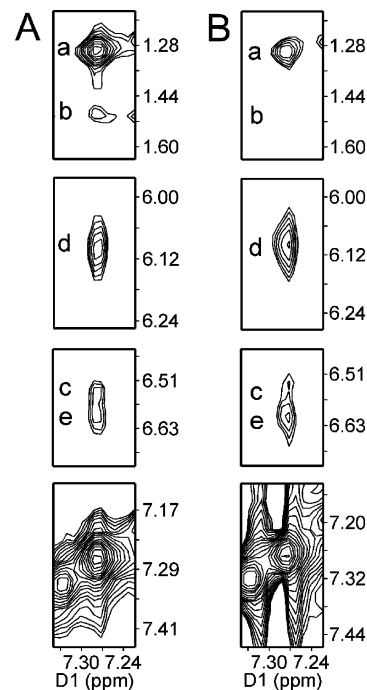 A
B
a
1.28
b
1.44
1.60
a
1.28
b
1.44
1.60
d
6.00
6.12
6.24
d
6.00
6.12
6.24
c
6.51
e
6.63
c
6.51
e
6.63
7.17
7.29
7.41
7.20
7.32
7.44
7.30 7.24
D1 (ppm)
7.30 7.24
D1 (ppm)